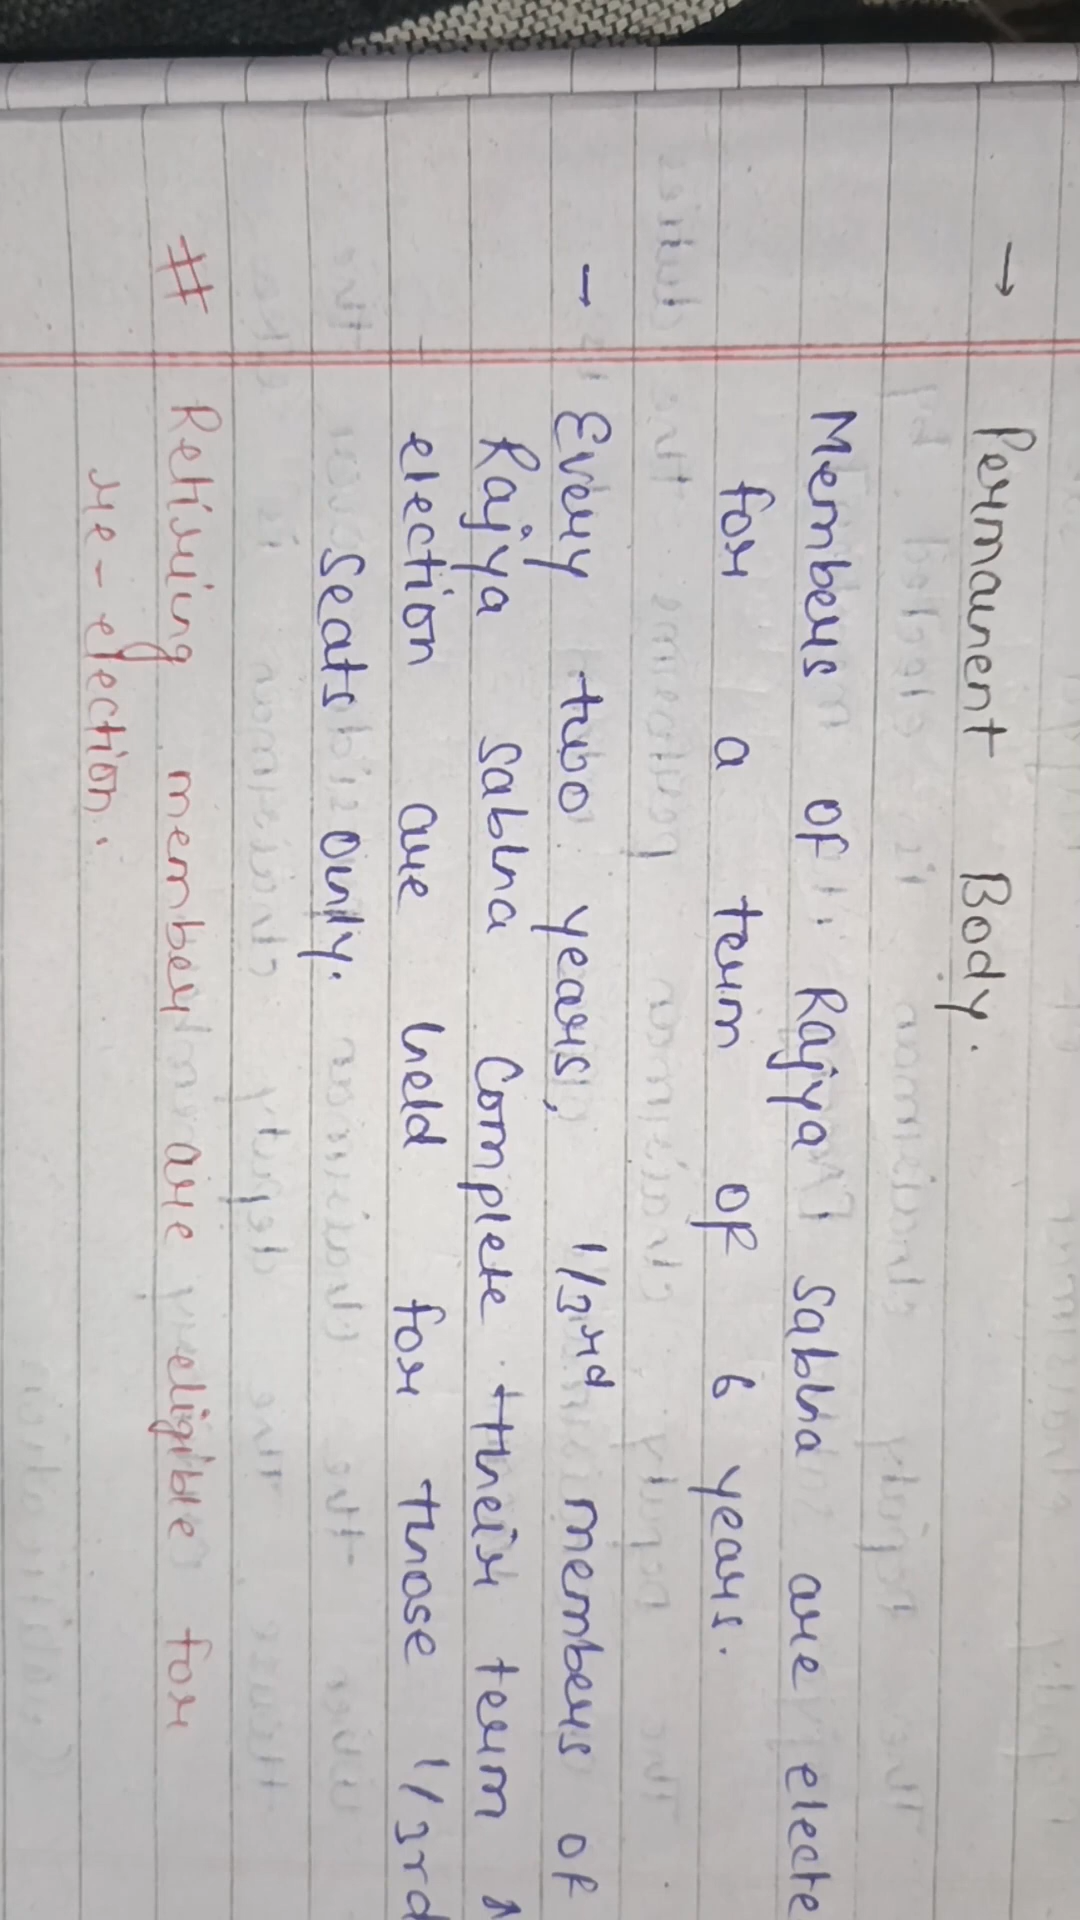 → Permanent Body.
Members of Rajya Sabha are electe
for a term of 6 years.
→ Every two years, 1/3rd members of
Rajya Sabha Complete their term
election are held for those 1/3rd
seats only.
# Retiring member are eligible for
re-election.